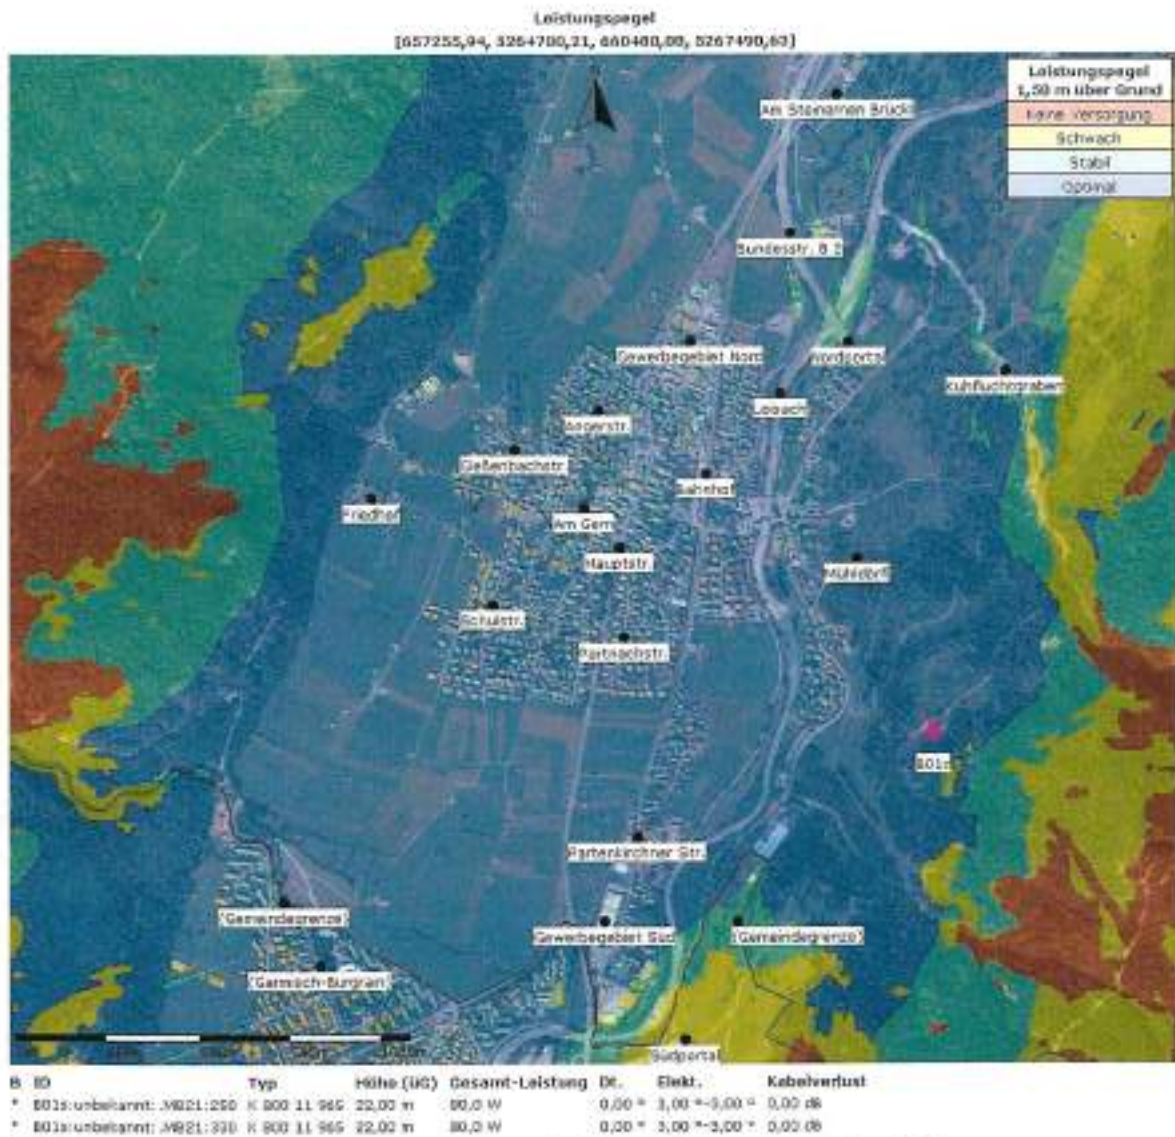 Leistungspegel
[657255,94, 5264700,21, 660480,00, 5267490,63]
Leistungspegel
1,50 m über Grund
Keine Versorgung
Schwach
Stabil
Optimal
Am Steinernen Brückl
Bundesstr. B 2
Gewerbegebiet Nord
Nordportal
Kuhfluchtgraben
Loisach
Angerstr.
Gießenbachstr.
Bahnhof
Friedhof
Am Gern
Hauptstr.
Mühldörfl
Schulstr.
Partnachstr.
B01s
Partenkirchner Str.
(Gemeindegrenze)
Gewerbegebiet Süd
(Gemeindegrenze)
(Garmisch-Burgrain)
Südportal
B ID Typ Höhe (üG) Gesamt-Leistung Dt. Elekt. Kabelverlust
* B01s:unbekannt: .MB21:250 K 800 11 965 22,00 m 80,0 W 0,00 ° 3,00 °-3,00 ° 0,00 dB
* B01s:unbekannt: .MB21:330 K 800 11 965 22,00 m 80,0 W 0,00 ° 3,00 °-3,00 ° 0,00 dB